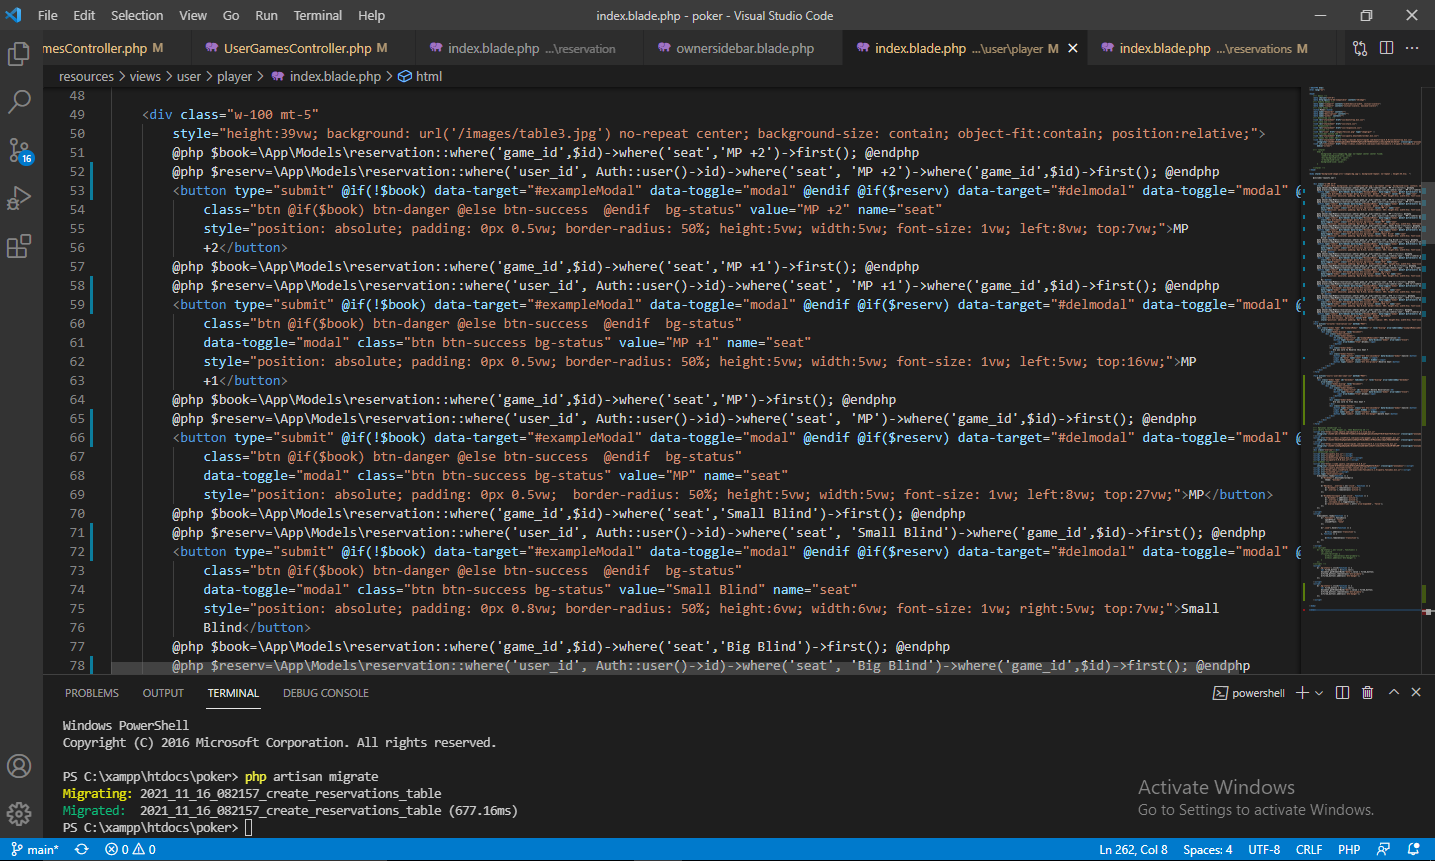 File Edit Selection View Go Run Terminal Help index.blade.php - poker - Visual Studio Code
mesController.php M UserGamesController.php M index.blade.php ...\reservation ownersidebar.blade.php index.blade.php ...\user\player M index.blade.php ...\reservations M
resources > views > user > player > index.blade.php > html
48
49 <div class="w-100 mt-5"
50 style="height:39vw; background: url('/images/table3.jpg') no-repeat center; background-size: contain; object-fit:contain; position:relative;">
51 @php $book=\App\Models\reservation::where('game_id',$id)->where('seat','MP +2')->first(); @endphp
52 @php $reserv=\App\Models\reservation::where('user_id', Auth::user()->id)->where('seat', 'MP +2')->where('game_id',$id)->first(); @endphp
53 <button type="submit" @if(!$book) data-target="#exampleModal" data-toggle="modal" @endif @if($reserv) data-target="#delmodal" data-toggle="modal" @
54 class="btn @if($book) btn-danger @else btn-success  @endif  bg-status" value="MP +2" name="seat"
55 style="position: absolute; padding: 0px 0.5vw; border-radius: 50%; height:5vw; width:5vw; font-size: 1vw; left:8vw; top:7vw;">MP
56 +2</button>
57 @php $book=\App\Models\reservation::where('game_id',$id)->where('seat','MP +1')->first(); @endphp
58 @php $reserv=\App\Models\reservation::where('user_id', Auth::user()->id)->where('seat', 'MP +1')->where('game_id',$id)->first(); @endphp
59 <button type="submit" @if(!$book) data-target="#exampleModal" data-toggle="modal" @endif @if($reserv) data-target="#delmodal" data-toggle="modal" @
60 class="btn @if($book) btn-danger @else btn-success  @endif  bg-status"
61 data-toggle="modal" class="btn btn-success bg-status" value="MP +1" name="seat"
62 style="position: absolute; padding: 0px 0.5vw; border-radius: 50%; height:5vw; width:5vw; font-size: 1vw; left:5vw; top:16vw;">MP
63 +1</button>
64 @php $book=\App\Models\reservation::where('game_id',$id)->where('seat','MP')->first(); @endphp
65 @php $reserv=\App\Models\reservation::where('user_id', Auth::user()->id)->where('seat', 'MP')->where('game_id',$id)->first(); @endphp
66 <button type="submit" @if(!$book) data-target="#exampleModal" data-toggle="modal" @endif @if($reserv) data-target="#delmodal" data-toggle="modal" @
67 class="btn @if($book) btn-danger @else btn-success  @endif  bg-status"
68 data-toggle="modal" class="btn btn-success bg-status" value="MP" name="seat"
69 style="position: absolute; padding: 0px 0.5vw;  border-radius: 50%; height:5vw; width:5vw; font-size: 1vw; left:8vw; top:27vw;">MP</button>
70 @php $book=\App\Models\reservation::where('game_id',$id)->where('seat','Small Blind')->first(); @endphp
71 @php $reserv=\App\Models\reservation::where('user_id', Auth::user()->id)->where('seat', 'Small Blind')->where('game_id',$id)->first(); @endphp
72 <button type="submit" @if(!$book) data-target="#exampleModal" data-toggle="modal" @endif @if($reserv) data-target="#delmodal" data-toggle="modal" @
73 class="btn @if($book) btn-danger @else btn-success  @endif  bg-status"
74 data-toggle="modal" class="btn btn-success bg-status" value="Small Blind" name="seat"
75 style="position: absolute; padding: 0px 0.8vw; border-radius: 50%; height:6vw; width:6vw; font-size: 1vw; right:5vw; top:7vw;">Small
76 Blind</button>
77 @php $book=\App\Models\reservation::where('game_id',$id)->where('seat','Big Blind')->first(); @endphp
78 @php $reserv=\App\Models\reservation::where('user_id', Auth::user()->id)->where('seat', 'Big Blind')->where('game_id',$id)->first(); @endphp
16
PROBLEMS OUTPUT TERMINAL DEBUG CONSOLE powershell
Windows PowerShell
Copyright (C) 2016 Microsoft Corporation. All rights reserved.
PS C:\xampp\htdocs\poker> php artisan migrate
Migrating: 2021_11_16_082157_create_reservations_table
Migrated:  2021_11_16_082157_create_reservations_table (677.16ms)
PS C:\xampp\htdocs\poker>
Activate Windows
Go to Settings to activate Windows.
main* 0 0 Ln 262, Col 8 Spaces: 4 UTF-8 CRLF PHP